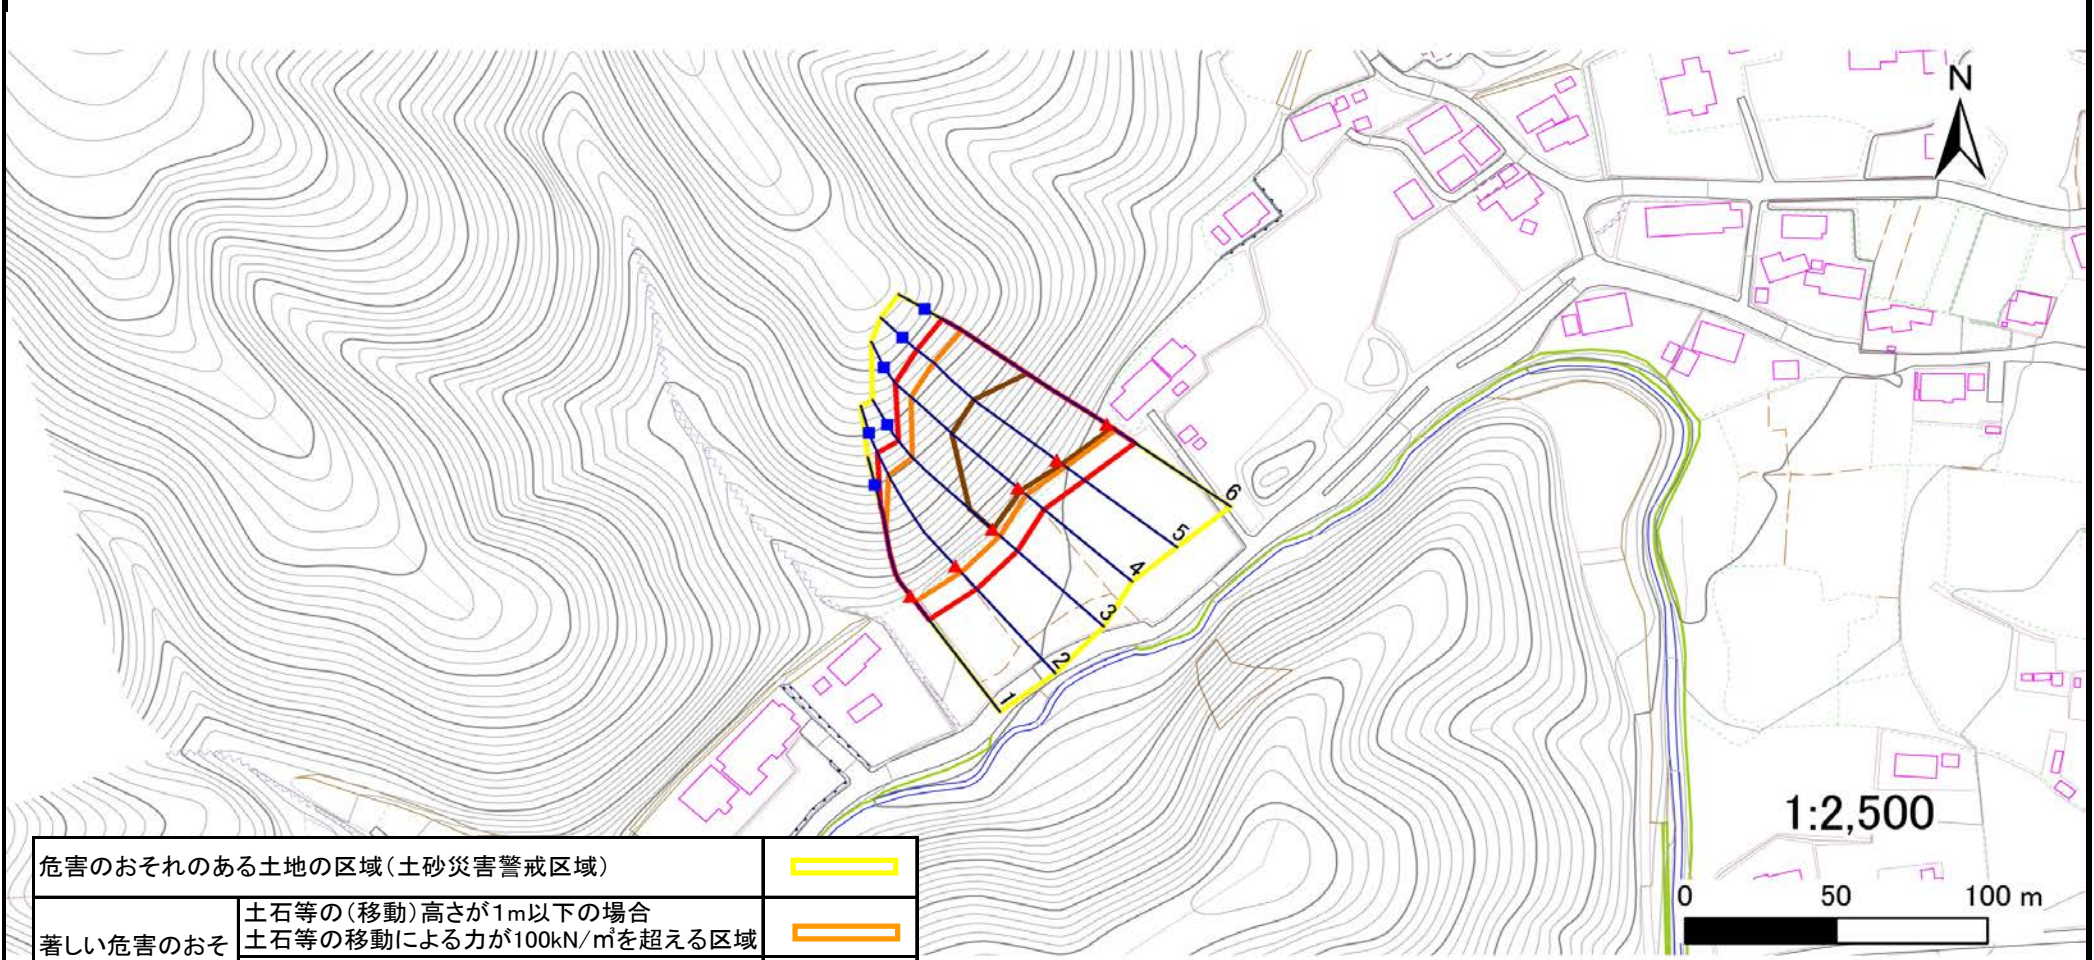 N
6
5
4
3
2
1
1:2,500
0 50 100 m
危害のおそれのある土地の区域(土砂災害警戒区域)
土石等の(移動)高さが1m以下の場合
土石等の移動による力が100kN/㎥を超える区域
著しい危害のおそ